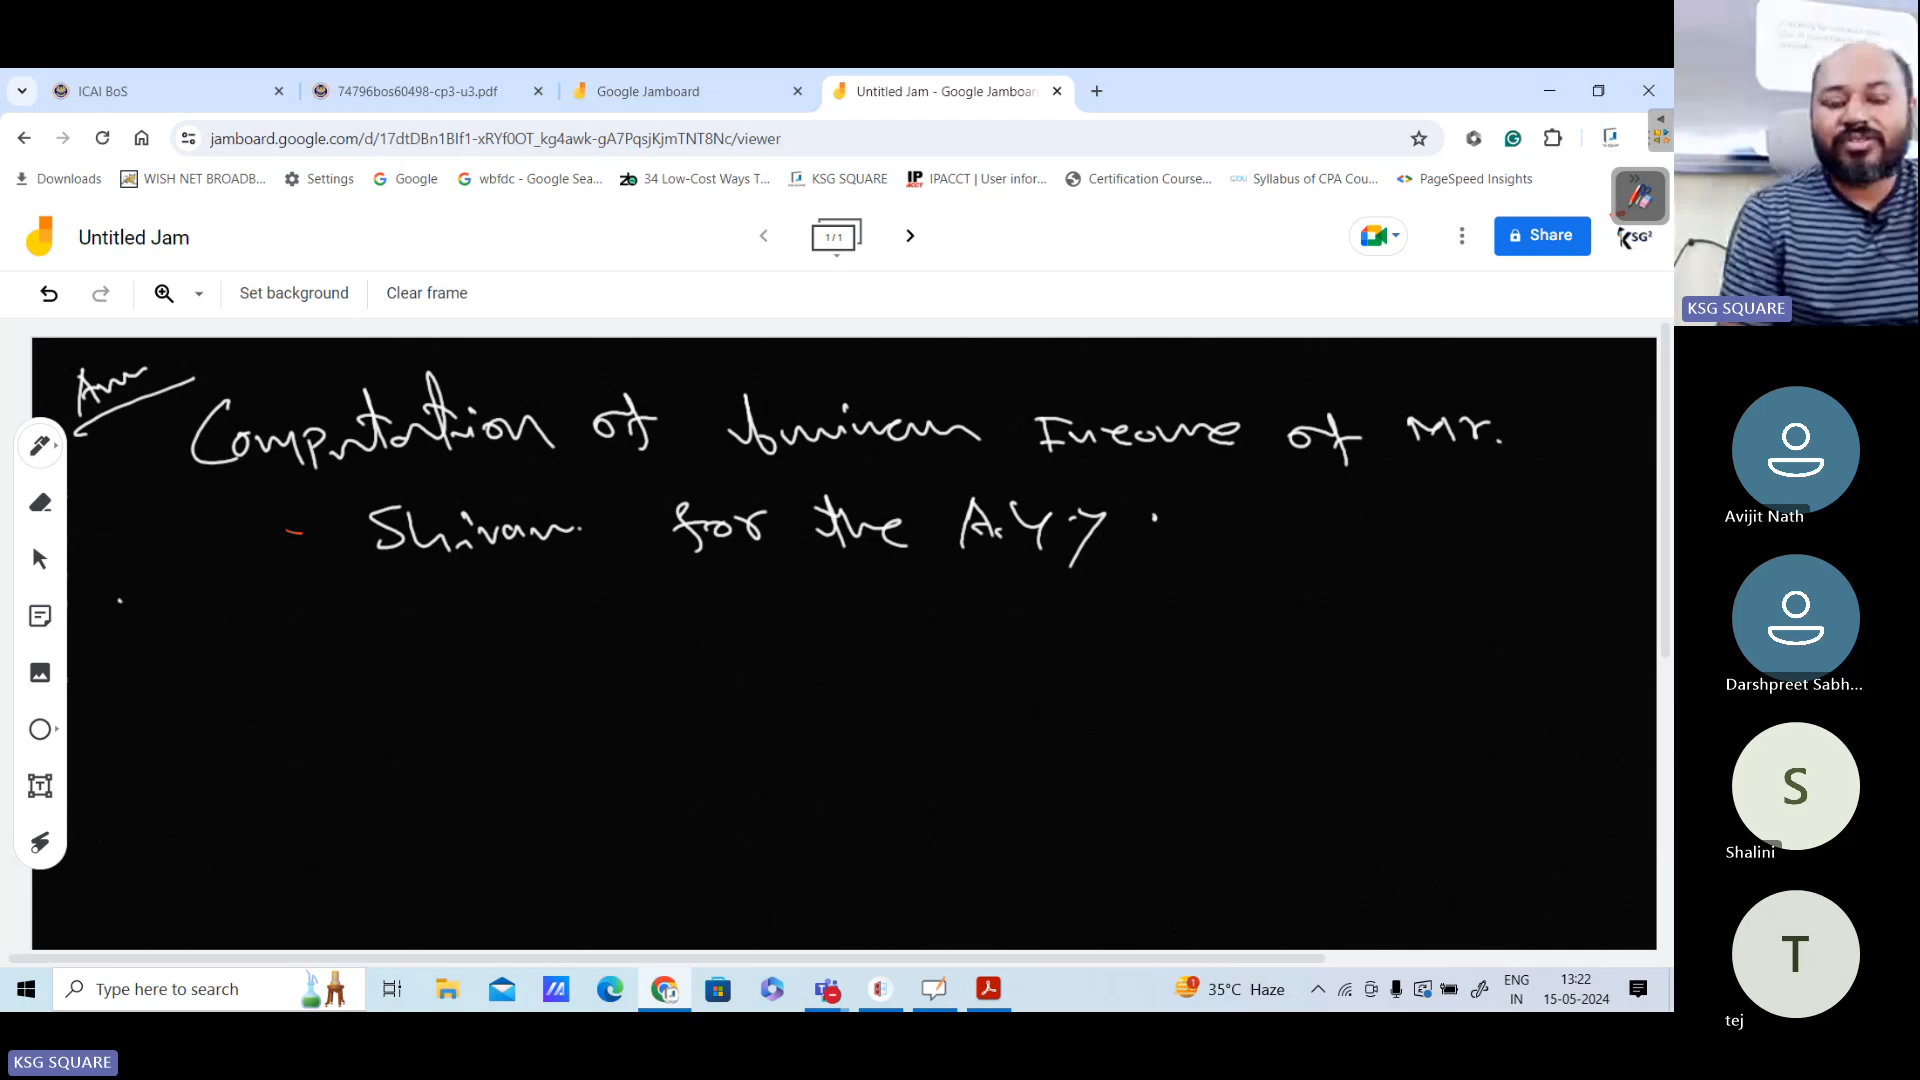 ICAI BoS
74796bos60498-cp3-u3.pdf
Google Jamboard
Untitled Jam - Google Jamboar
jamboard.google.com/d/17dtDBn1BIf1-xRYf0OT_kg4awk-gA7PqsjKjmTNT8Nc/viewer
Downloads WISH NET BROADB... Settings Google wbfdc - Google Sea... 34 Low-Cost Ways T... KSG SQUARE IPACCT | User infor... Certification Course... Syllabus of CPA Cou... PageSpeed Insights
Untitled Jam
1/1
Share
KSG²
Set background
Clear frame
Computation of Income of Mr.
for the A.Y.
KSG SQUARE
Avijit Nath
Darshpreet Sabh...
S
Shalini
T
tej
Type here to search
35°C Haze
ENG
IN
13:22
15-05-2024
KSG SQUARE